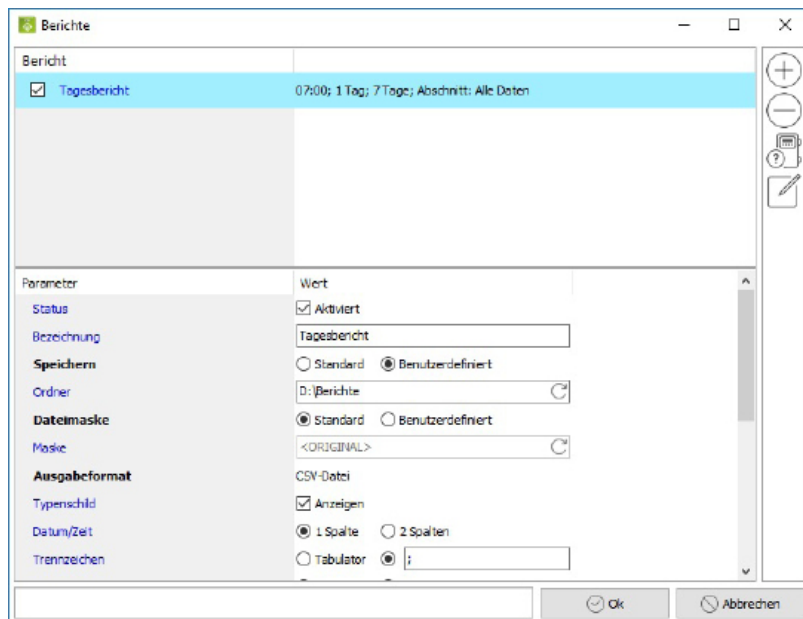 Berichte
Bericht
Tagesbericht 07:00; 1 Tag; 7 Tage; Abschnitt: Alle Daten
?
Parameter Wert
Status Aktiviert
Bezeichnung Tagesbericht
Speichern Standard Benutzerdefiniert
Ordner D:\Berichte
Dateimaske Standard Benutzerdefiniert
Maske <ORIGINAL>
Ausgabeformat CSV-Datei
Typenschild Anzeigen
Datum/Zeit 1 Spalte 2 Spalten
Trennzeichen Tabulator ;
Ok Abbrechen